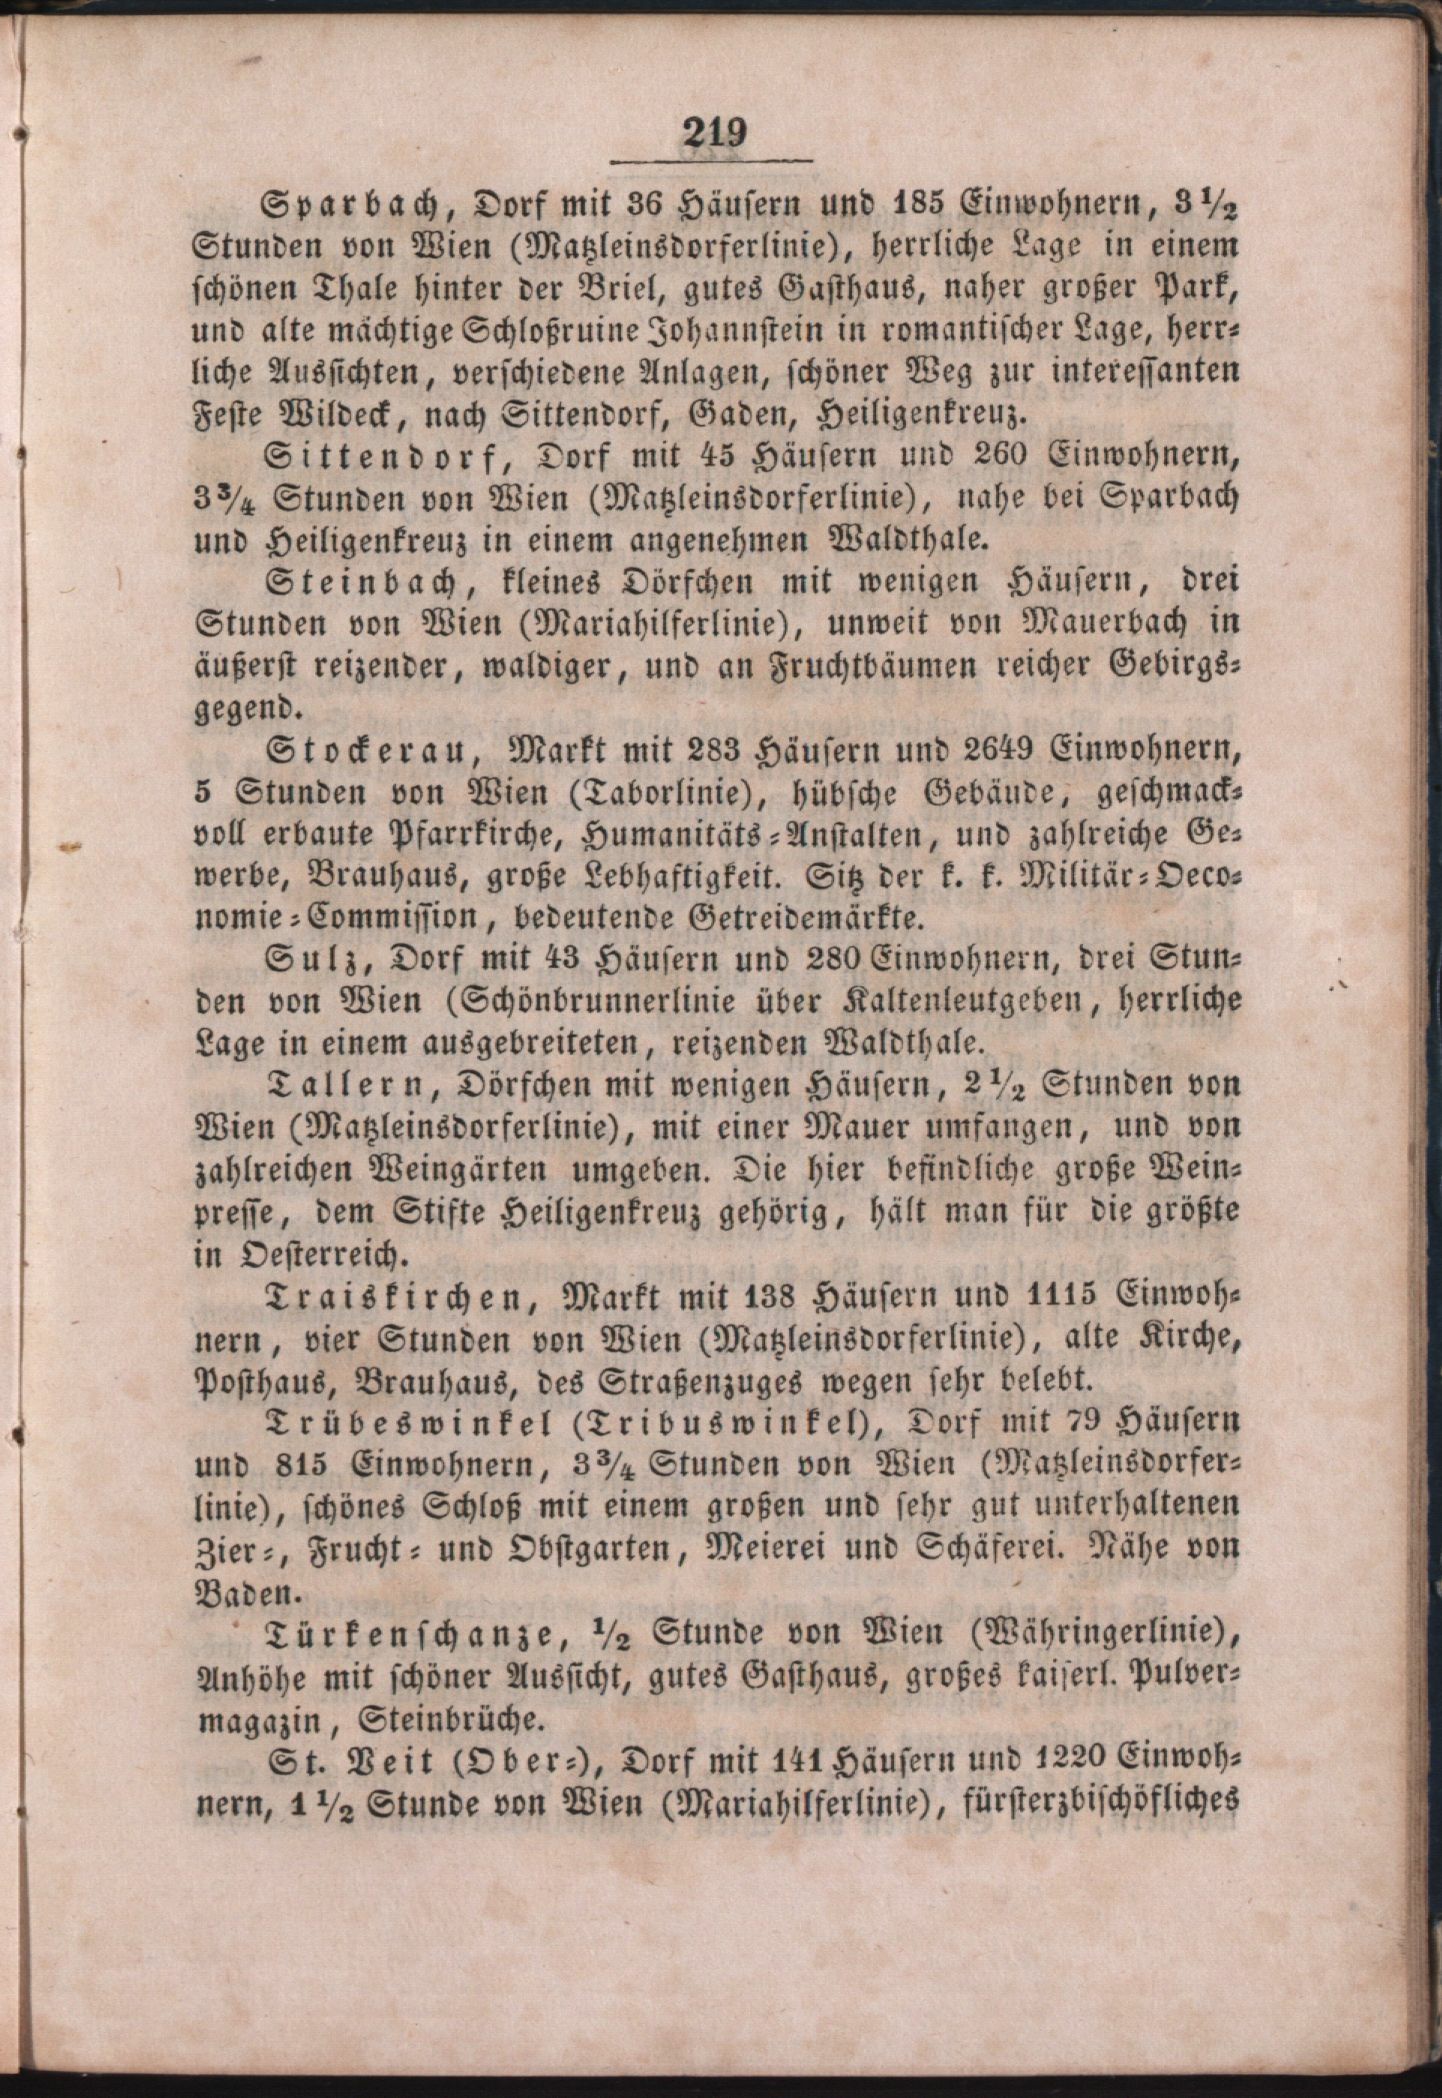 219
Sparbach, Dorf mit 36 Häusern und 185 Einwohnern, 3 1/2
Stunden von Wien (Matzleinsdorferlinie), herrliche Lage in einem
schönen Thale hinter der Briel, gutes Gasthaus, naher großer Park,
und alte mächtige Schloßruine Johannstein in romantischer Lage, herr-
liche Aussichten, verschiedene Anlagen, schöner Weg zur interessanten
Feste Wildeck, nach Sittendorf, Gaden, Heiligenkreuz.
Sittendorf, Dorf mit 45 Häusern und 260 Einwohnern,
3 3/4 Stunden von Wien (Matzleinsdorferlinie), nahe bei Sparbach
und Heiligenkreuz in einem angenehmen Waldthale.
Steinbach, kleines Dörfchen mit wenigen Häusern, drei
Stunden von Wien (Mariahilferlinie), unweit von Mauerbach in
äußerst reizender, waldiger, und an Fruchtbäumen reicher Gebirgs-
gegend.
Stockerau, Markt mit 283 Häusern und 2649 Einwohnern,
5 Stunden von Wien (Taborlinie), hübsche Gebäude, geschmack-
voll erbaute Pfarrkirche, Humanitäts-Anstalten, und zahlreiche Ge-
werbe, Brauhaus, große Lebhaftigkeit. Sitz der k. k. Militär-Oeco-
nomie-Commission, bedeutende Getreidemärkte.
Sulz, Dorf mit 43 Häusern und 280 Einwohnern, drei Stun-
den von Wien (Schönbrunnerlinie über Kaltenleutgeben, herrliche
Lage in einem ausgebreiteten, reizenden Waldthale.
Tallern, Dörfchen mit wenigen Häusern, 2 1/2 Stunden von
Wien (Matzleinsdorferlinie), mit einer Mauer umfangen, und von
zahlreichen Weingärten umgeben. Die hier befindliche große Wein-
presse, dem Stifte Heiligenkreuz gehörig, hält man für die größte
in Oesterreich.
Traiskirchen, Markt mit 138 Häusern und 1115 Einwoh-
nern, vier Stunden von Wien (Matzleinsdorferlinie), alte Kirche,
Posthaus, Brauhaus, des Straßenzuges wegen sehr belebt.
Trübeswinkel (Tribuswinkel), Dorf mit 79 Häusern
und 815 Einwohnern, 3 3/4 Stunden von Wien (Matzleinsdorfer-
linie), schönes Schloß mit einem großen und sehr gut unterhaltenen
Zier-, Frucht- und Obstgarten, Meierei und Schäferei. Nähe von
Baden.
Türkenschanze, 1/2 Stunde von Wien (Währingerlinie),
Anhöhe mit schöner Aussicht, gutes Gasthaus, großes kaiserl. Pulver-
magazin, Steinbrüche.
St. Veit (Ober-), Dorf mit 141 Häusern und 1220 Einwoh-
nern, 1 1/2 Stunde von Wien (Mariahilferlinie), fürsterzbischöfliches